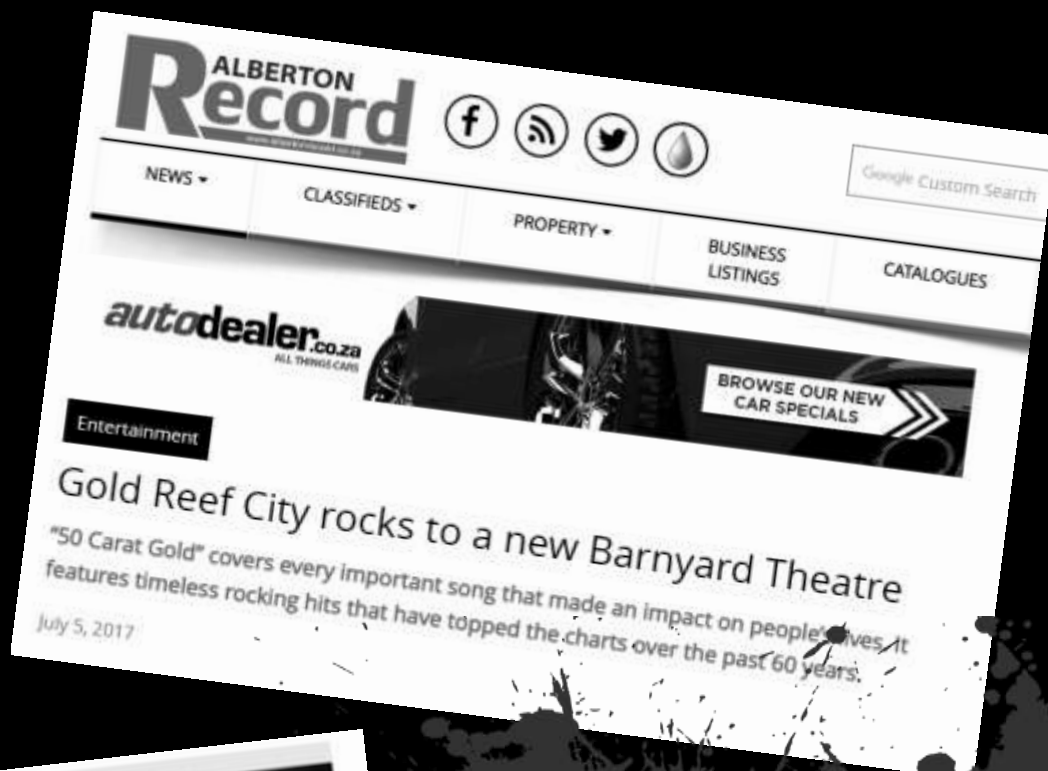 ALBERTON
Record
NEWS
CLASSIFIEDS
PROPERTY
BUSINESS
LISTINGS
CATALOGUES
Google Custom Search
autodealer.co.za
ALL THINGS CARS
BROWSE OUR NEW
CAR SPECIALS
Entertainment
Gold Reef City rocks to a new Barnyard Theatre
"50 Carat Gold" covers every important song that made an impact on people's lives. It
features timeless rocking hits that have topped the charts over the past 60 years.
July 5, 2017